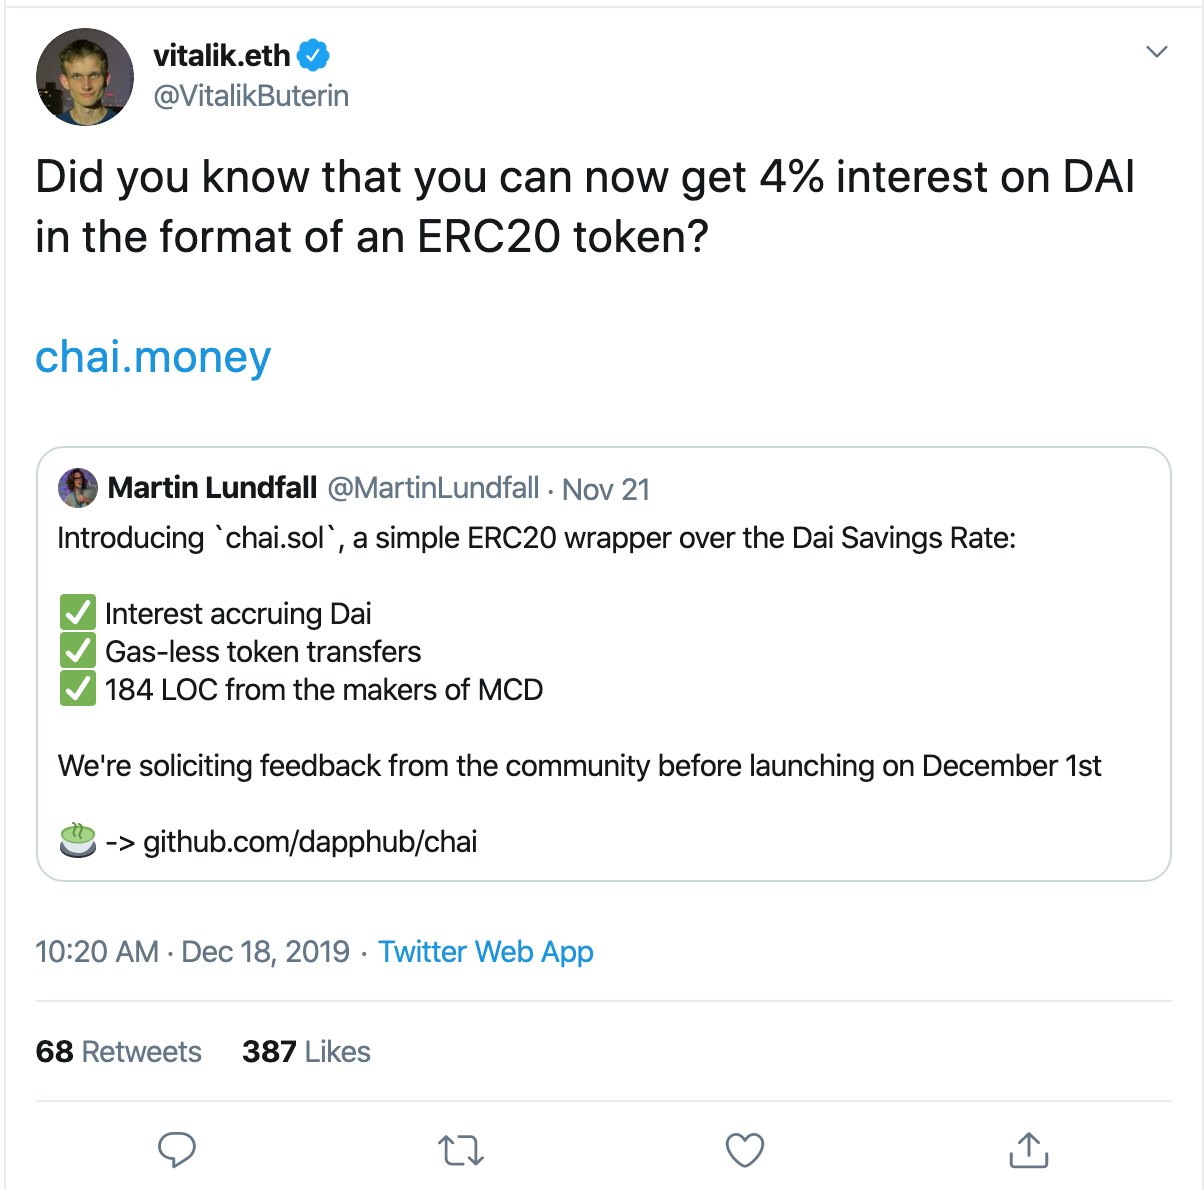 vitalik.eth
@VitalikButerin
Did you know that you can now get 4% interest on DAI
in the format of an ERC20 token?
chai.money
Martin Lundfall @MartinLundfall · Nov 21
Introducing `chai.sol`, a simple ERC20 wrapper over the Dai Savings Rate:
✅ Interest accruing Dai
✅ Gas-less token transfers
✅ 184 LOC from the makers of MCD
We're soliciting feedback from the community before launching on December 1st
🍵 -> github.com/dapphub/chai
10:20 AM · Dec 18, 2019 · Twitter Web App
68 Retweets 387 Likes